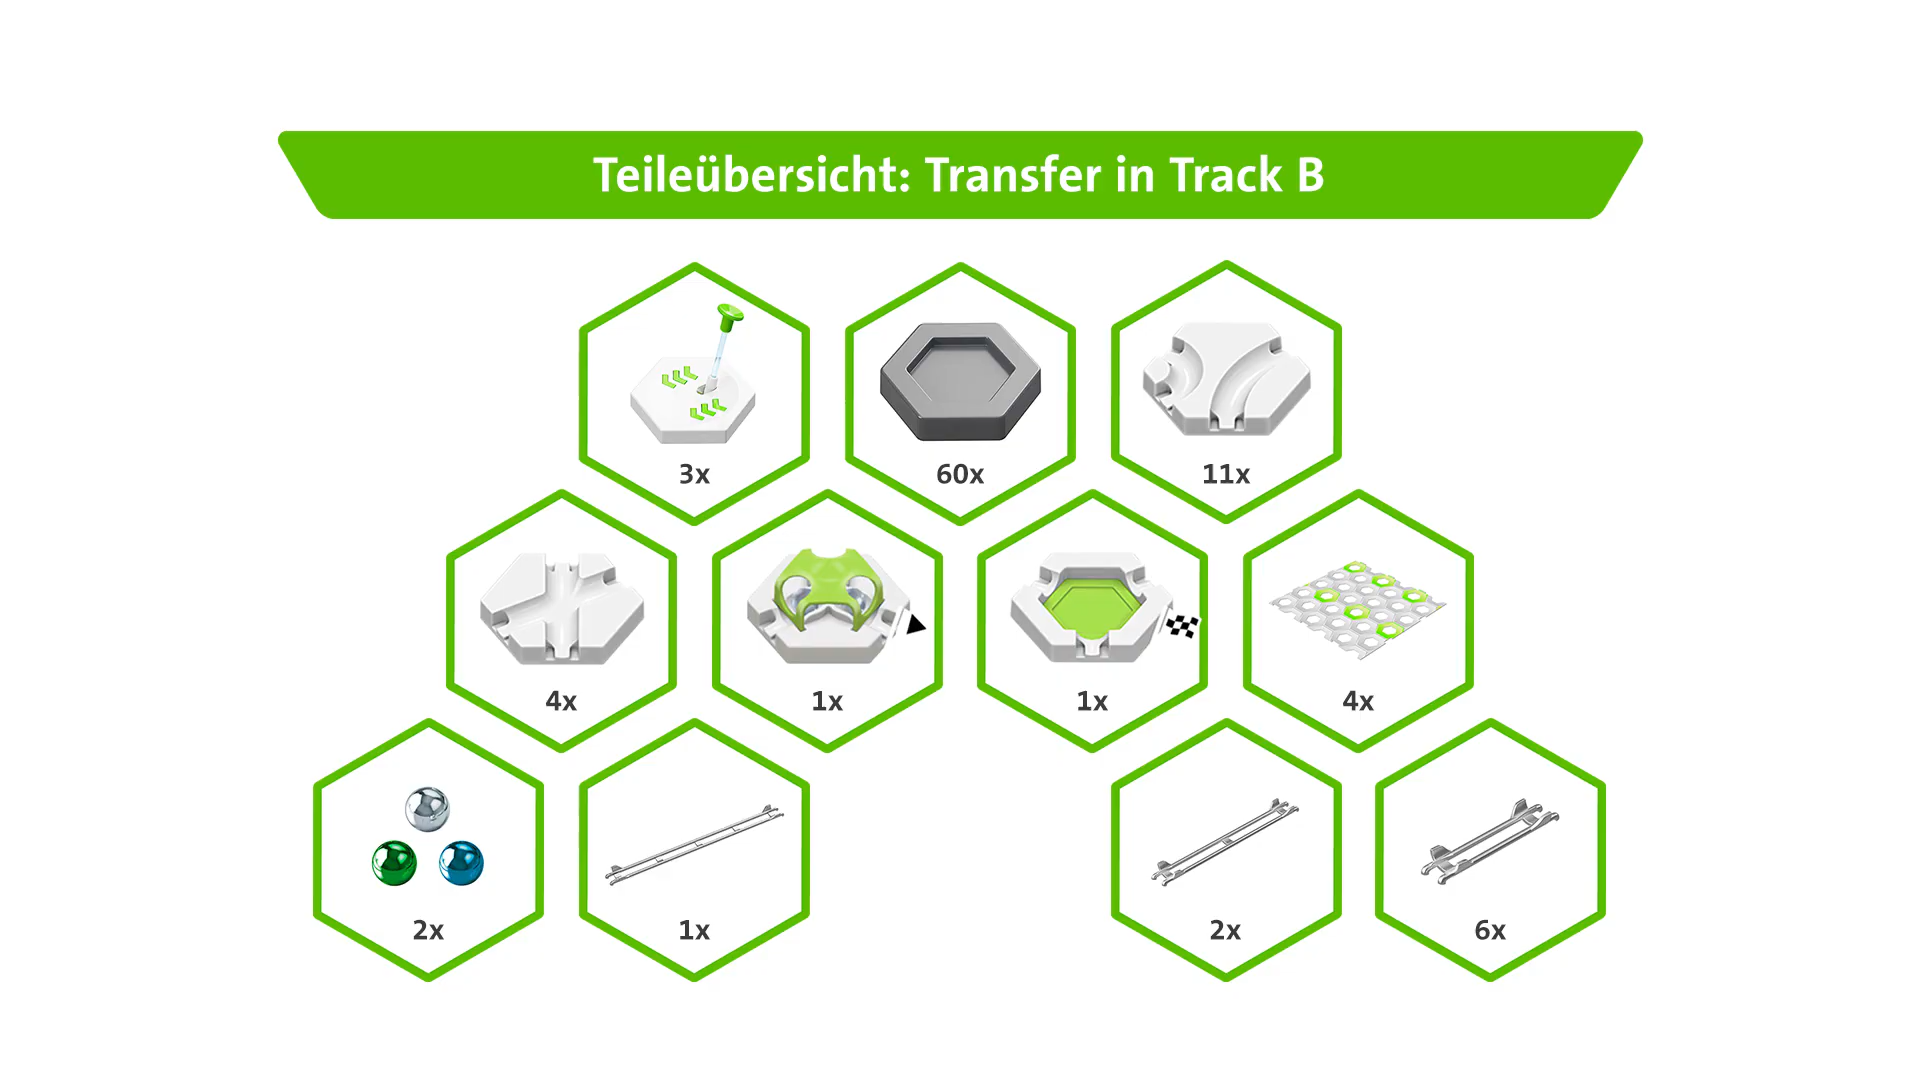 Teileübersicht: Transfer in Track B
3x
60x
11x
4x
1x
1x
4x
2x
1x
2x
6x